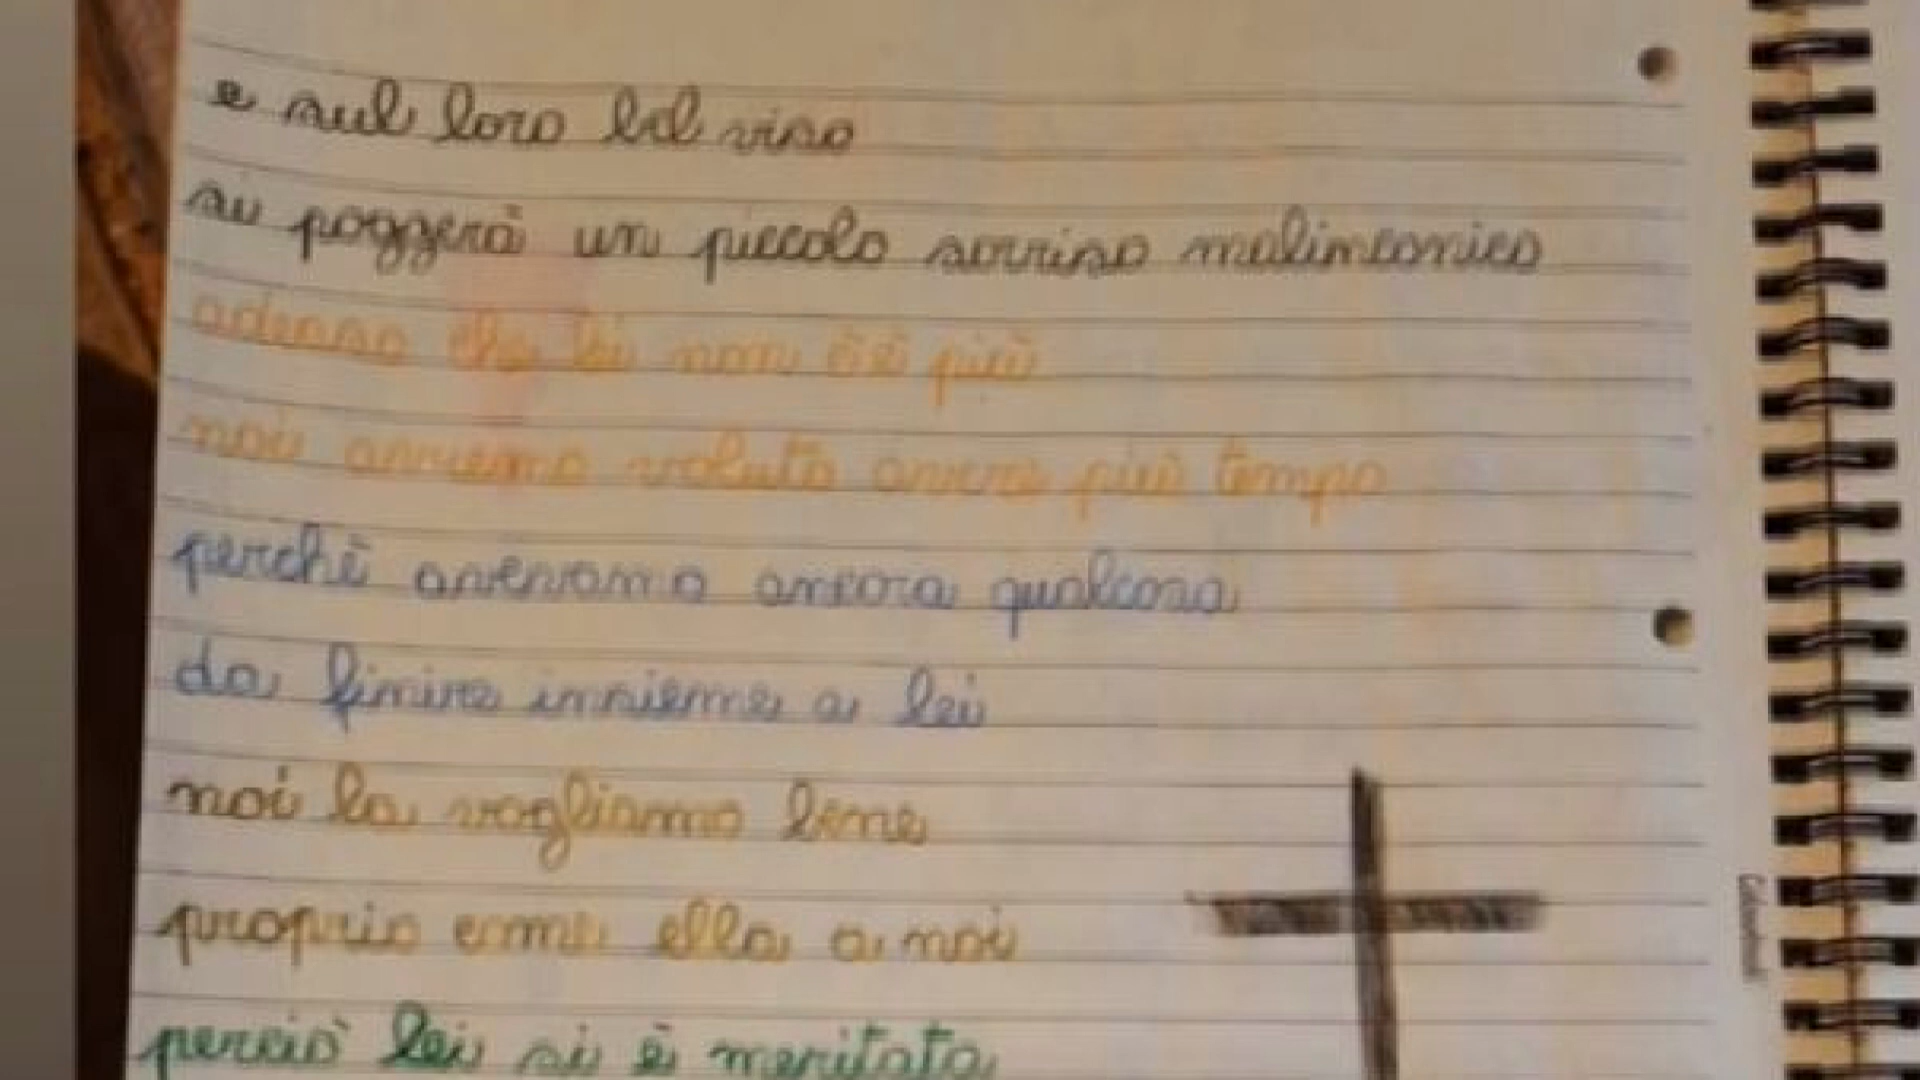 e sul loro bel viso
si poggerà un piccolo sorriso malinconico
adesso che lei non c'è più
noi avremo voluto avere più tempo
perchè avevamo ancora qualcosa
da finire insieme a lei
noi la vogliamo bene
proprio come ella a noi
perciò lei si è meritata